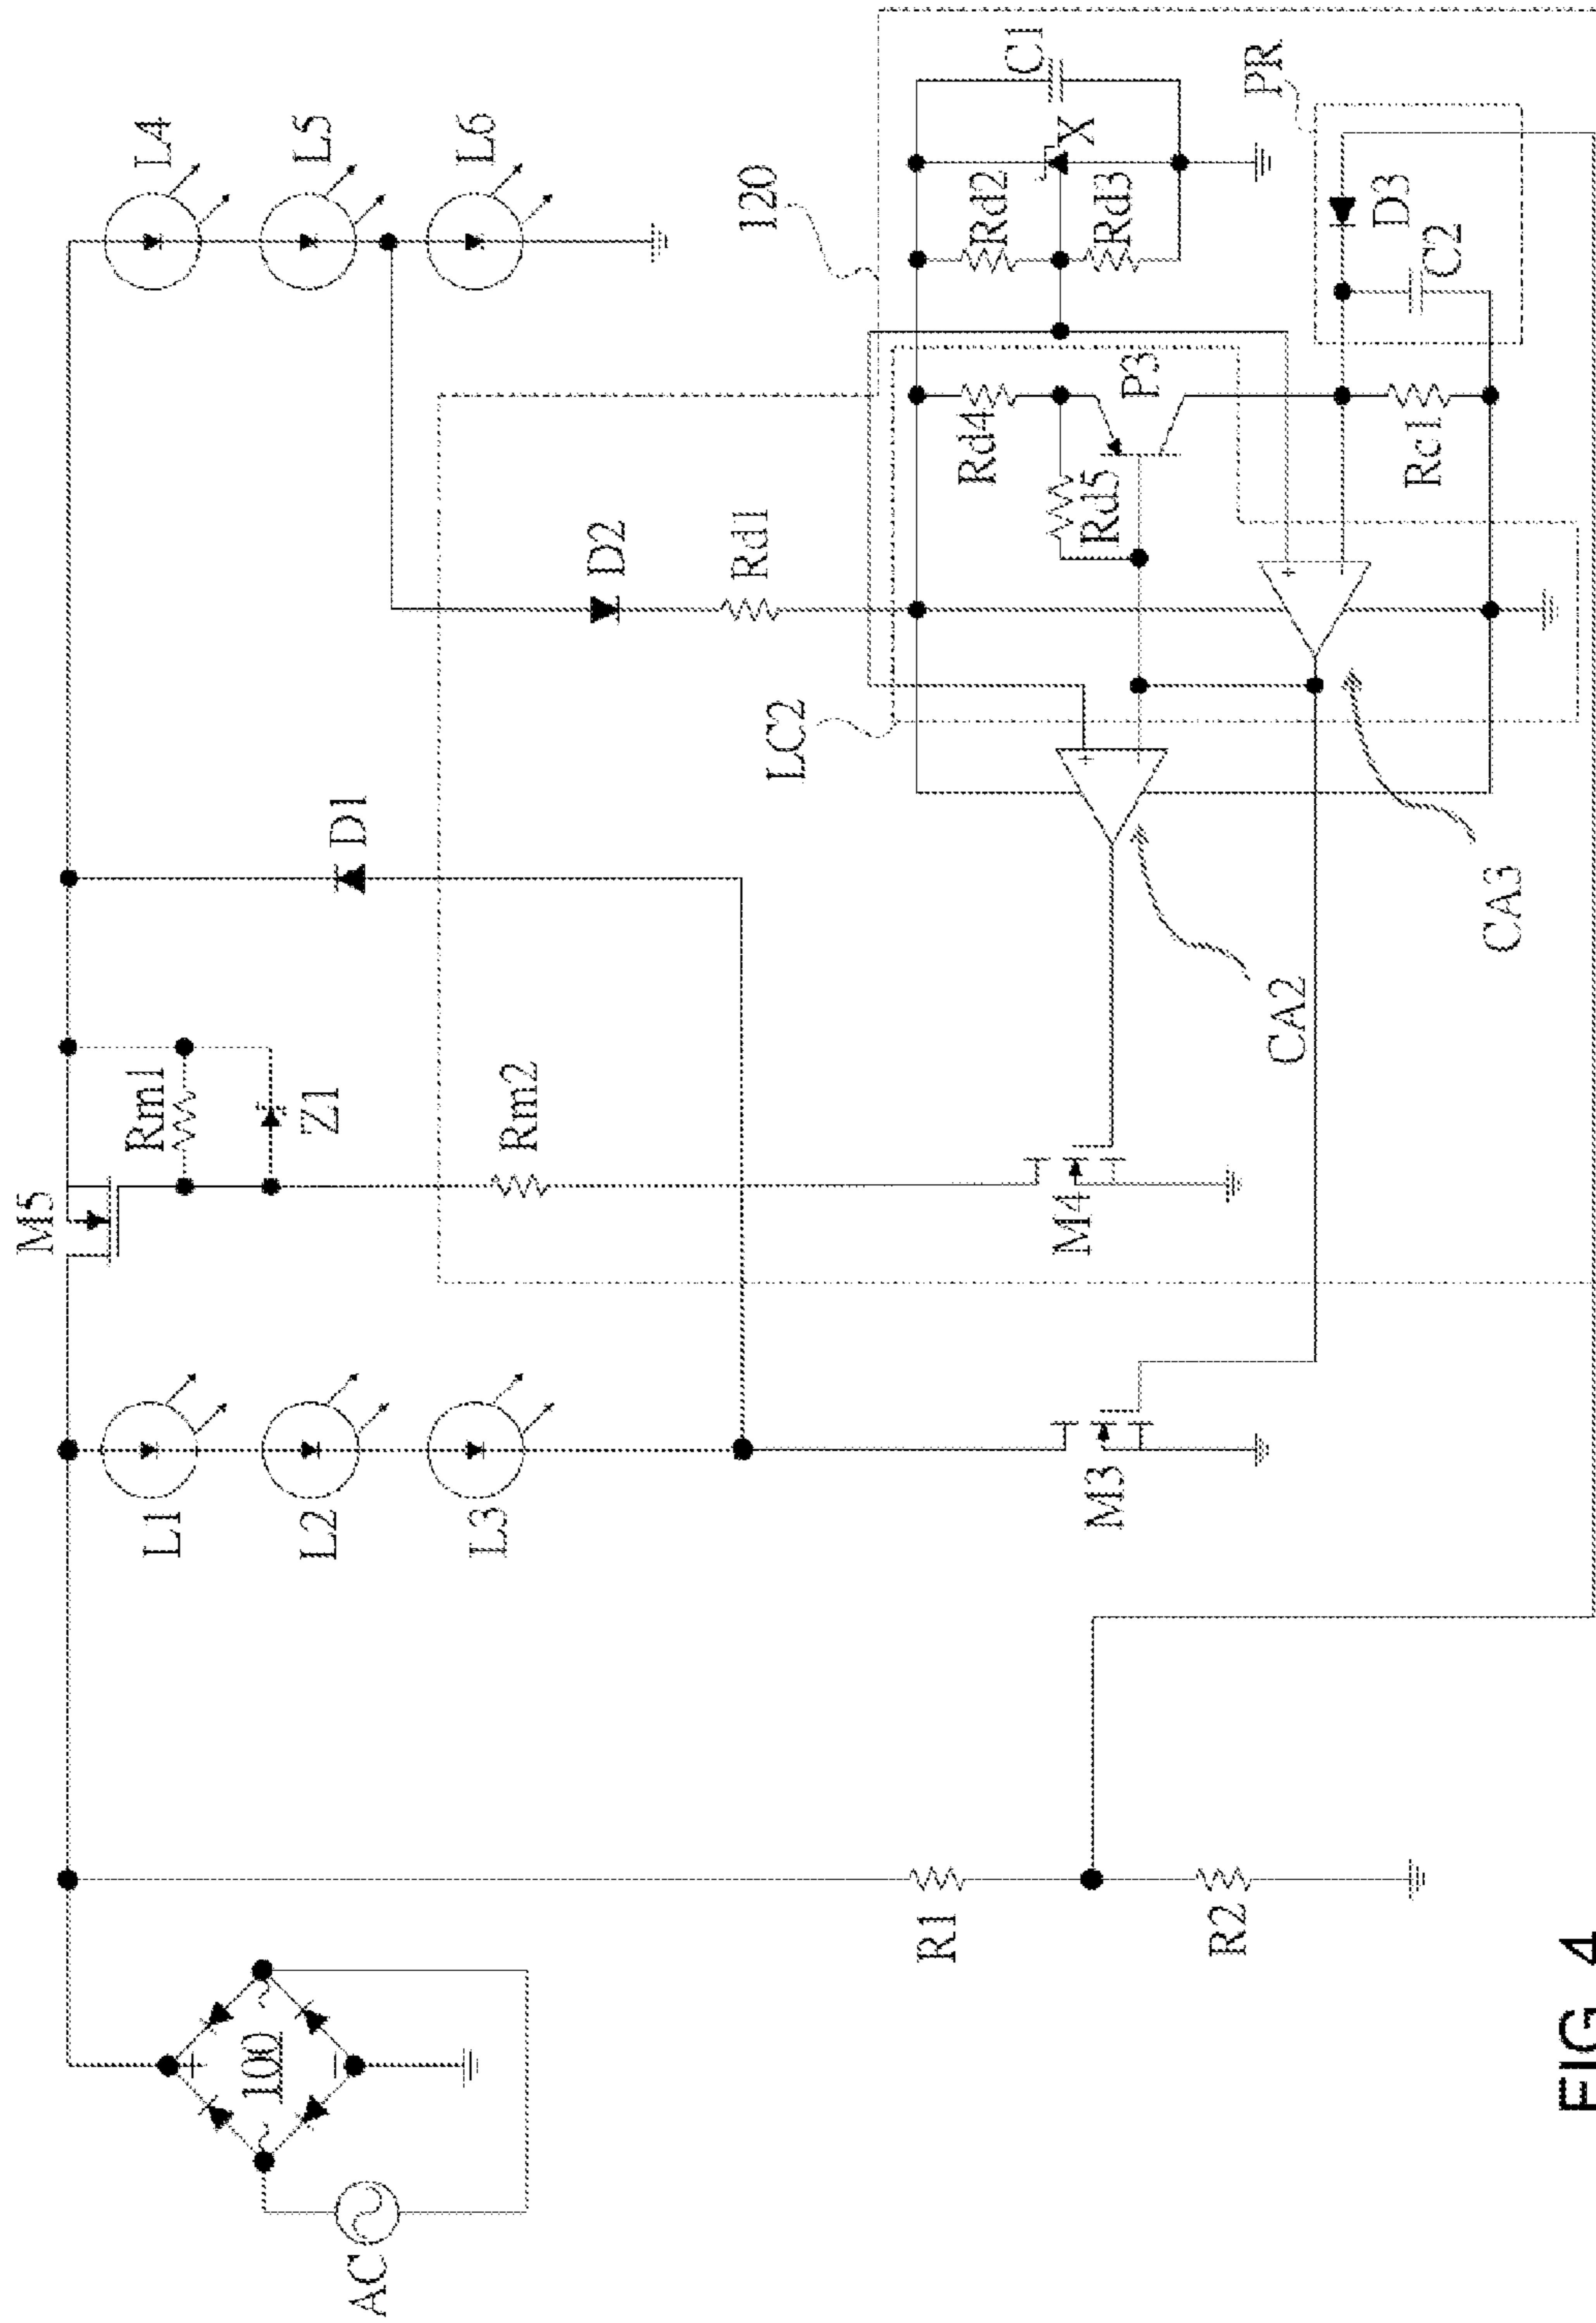 AC
100
R1
R2
L1
L2
L3
M5
Rm1
Z1
Rm2
M3
M4
D1
L4
L5
L6
D2
Rd1
120
LC2
CA2
CA3
+
+
Rd4
Rd5
P3
Rd2
Rd3
X
C1
PR
D3
C2
Rc1
FIG. 4